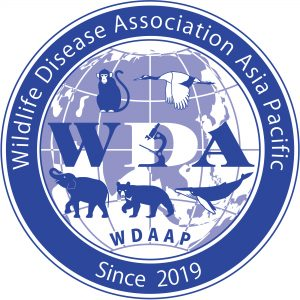 Wildlife Disease Association Asia Pacific
WDA
WDAAP
Since 2019